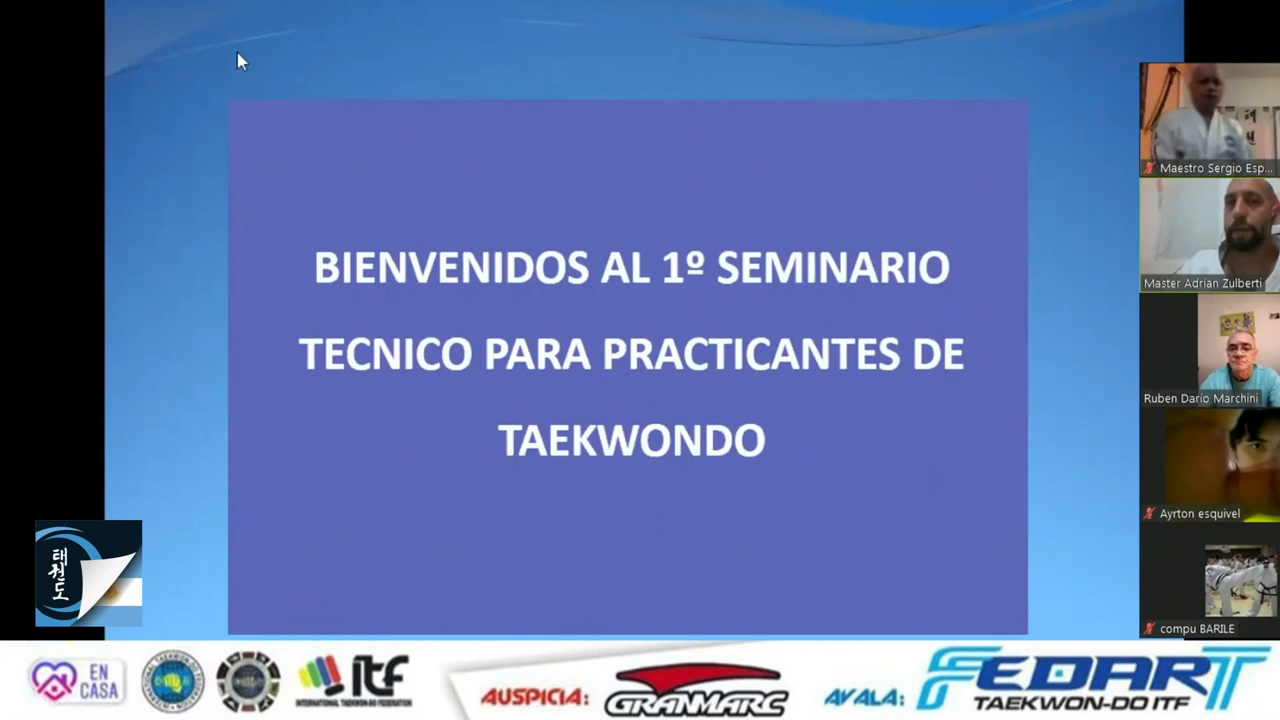 BIENVENIDOS AL 1º SEMINARIO
TECNICO PARA PRACTICANTES DE
TAEKWONDO
Maestro Sergio Esp...
Master Adrian Zulberti
Ruben Dario Marchini
Ayrton esquivel
compu BARILE
태권도
EN
CASA
itf
INTERNATIONAL TAEKWON-DO FEDERATION
AUSPICIA:
GRANMARC
AVALA:
FEDART
TAEKWON-DO ITF